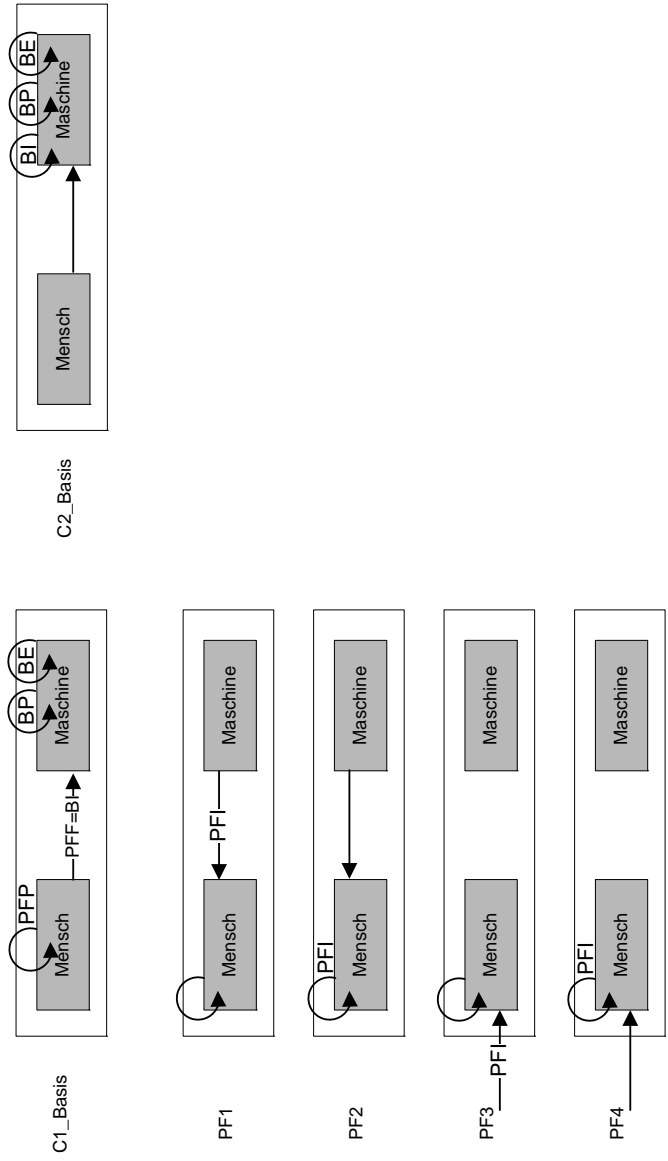 C1_Basis
Mensch
PFP
PFF=BI
Maschine
BP
BE
C2_Basis
Mensch
Maschine
BI
BP
BE
PF1
Mensch
PFI
Maschine
PF2
Mensch
PFI
Maschine
PF3
PFI
Mensch
Maschine
PF4
Mensch
PFI
Maschine